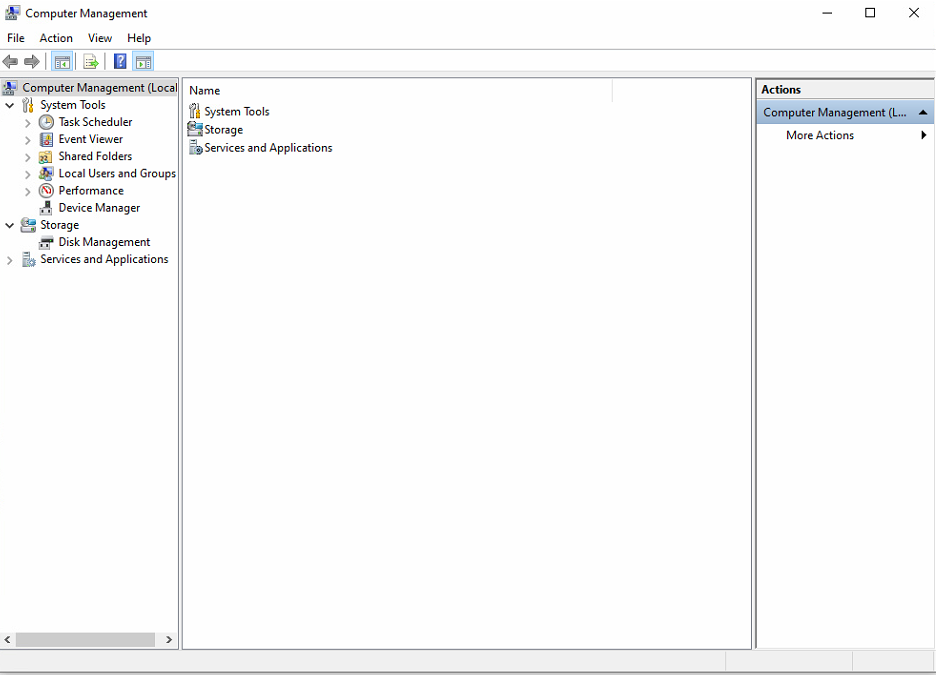 Computer Management
File Action View Help
Computer Management (Local
System Tools
Task Scheduler
Event Viewer
Shared Folders
Local Users and Groups
Performance
Device Manager
Storage
Disk Management
Services and Applications
Name
System Tools
Storage
Services and Applications
Actions
Computer Management (L...
More Actions